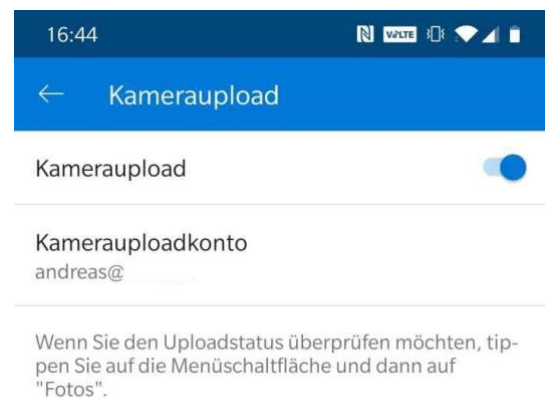 16:44 VoLTE
Kameraupload
Kameraupload
Kamerauploadkonto
andreas@
Wenn Sie den Uploadstatus überprüfen möchten, tip-
pen Sie auf die Menüschaltfläche und dann auf
"Fotos".